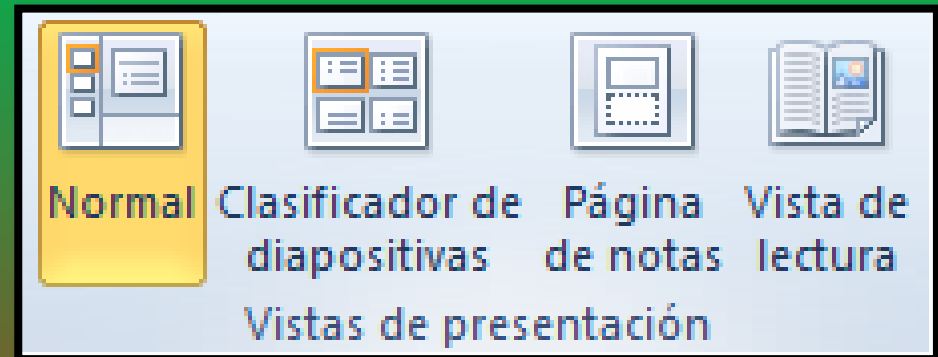 Normal
Clasificador de
diapositivas
Página
de notas
Vista de
lectura
Vistas de presentación